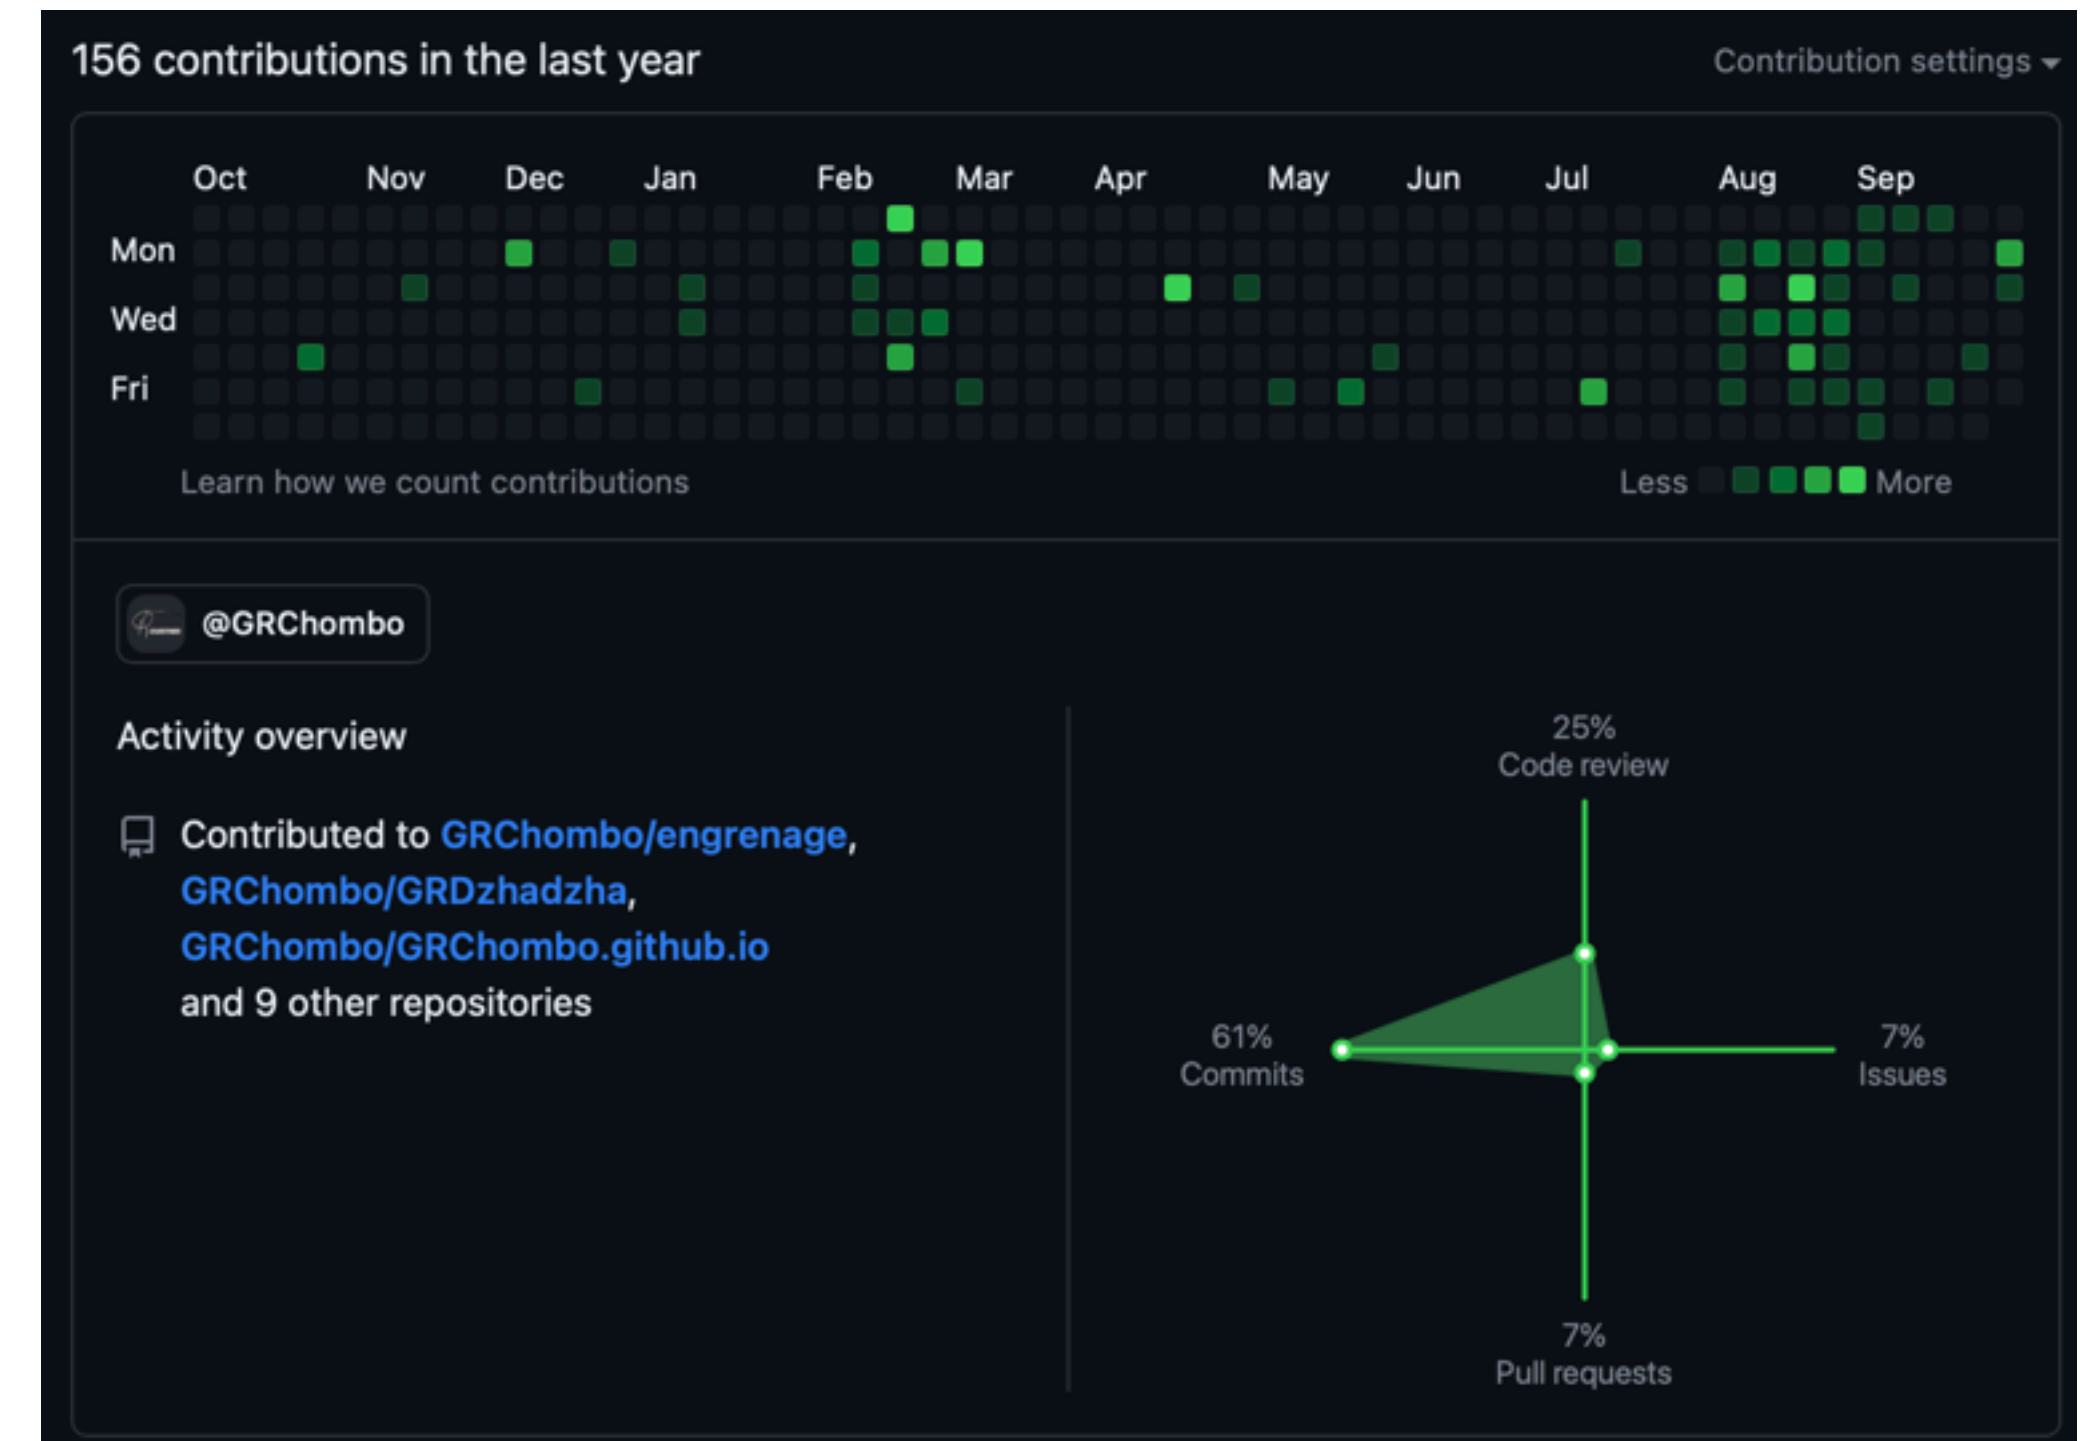 156 contributions in the last year
Contribution settings
Oct Nov Dec Jan Feb Mar Apr May Jun Jul Aug Sep
Mon
Wed
Fri
Learn how we count contributions
Less More
@GRChombo
Activity overview
Contributed to GRChombo/engrenage,
GRChombo/GRDzhadzha,
GRChombo/GRChombo.github.io
and 9 other repositories
25%
Code review
61%
Commits
7%
Issues
7%
Pull requests